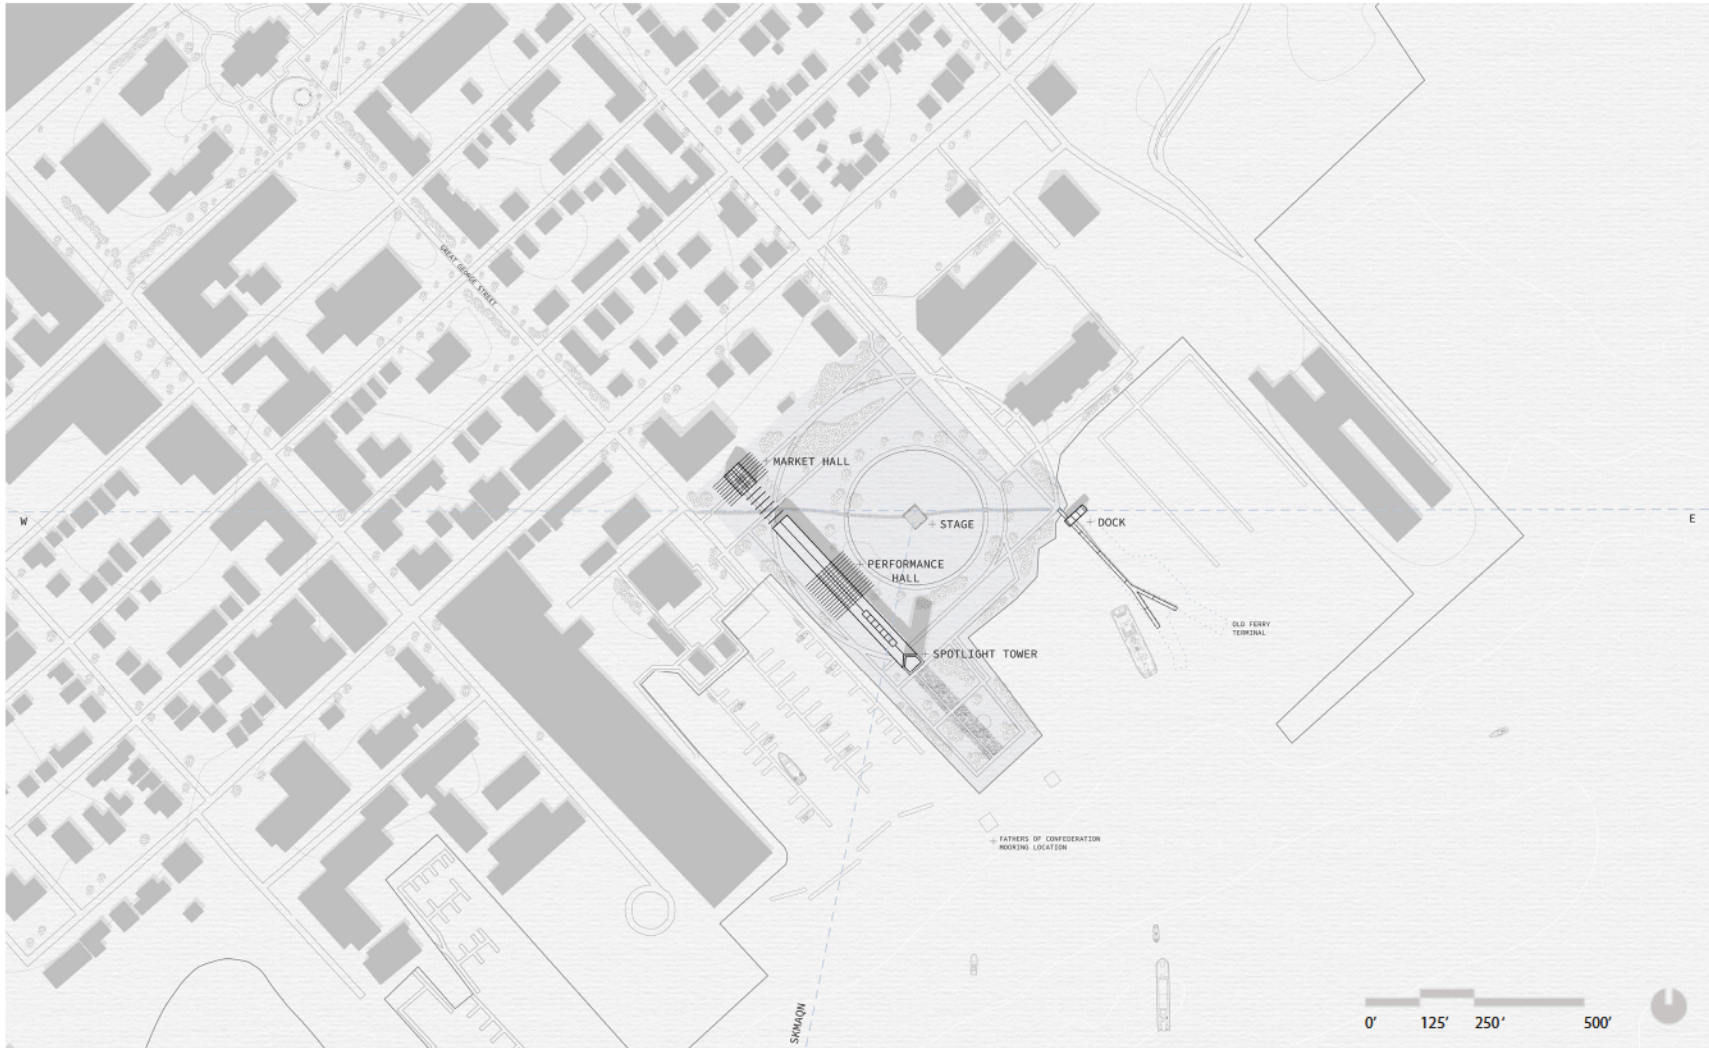 GREAT GEORGE STREET
MARKET HALL
W
STAGE
DOCK
E
PERFORMANCE
HALL
OLD FERRY
TERMINAL
SPOTLIGHT TOWER
FATHERS OF CONFEDERATION
MOORING LOCATION
SKMAQN
0' 125' 250' 500'